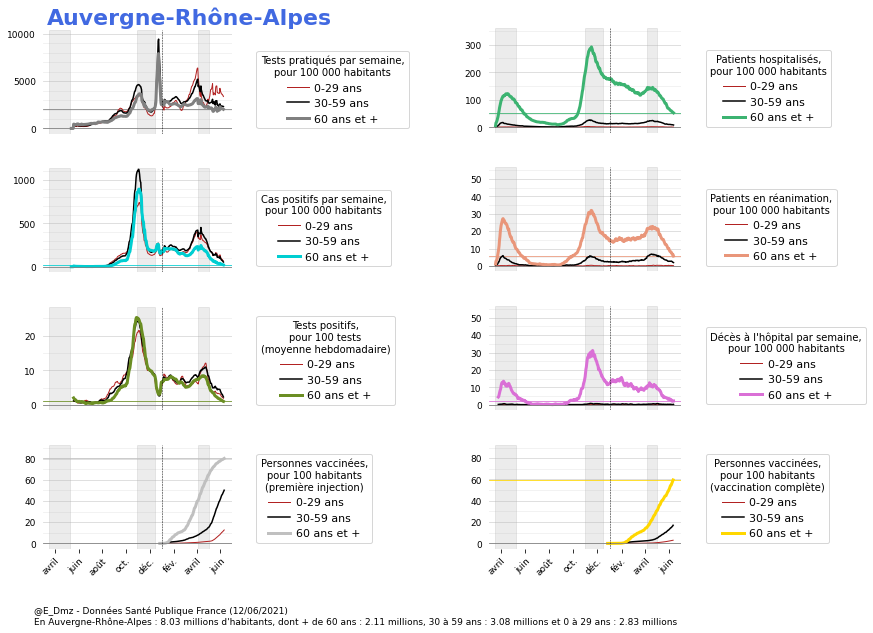 Auvergne-Rhône-Alpes
10000
5000
0
Tests pratiqués par semaine,
pour 100 000 habitants
0-29 ans
30-59 ans
60 ans et +
300
200
100
0
Patients hospitalisés,
pour 100 000 habitants
0-29 ans
30-59 ans
60 ans et +
1000
500
0
Cas positifs par semaine,
pour 100 000 habitants
0-29 ans
30-59 ans
60 ans et +
50
40
30
20
10
0
Patients en réanimation,
pour 100 000 habitants
0-29 ans
30-59 ans
60 ans et +
20
10
0
Tests positifs,
pour 100 tests
(moyenne hebdomadaire)
0-29 ans
30-59 ans
60 ans et +
50
40
30
20
10
0
Décès à l'hôpital par semaine,
pour 100 000 habitants
0-29 ans
30-59 ans
60 ans et +
80
60
40
20
0
avril
juin
août
oct.
déc.
fév.
avril
juin
Personnes vaccinées,
pour 100 habitants
(première injection)
0-29 ans
30-59 ans
60 ans et +
80
60
40
20
0
avril
juin
août
oct.
déc.
fév.
avril
juin
Personnes vaccinées,
pour 100 habitants
(vaccination complète)
0-29 ans
30-59 ans
60 ans et +
@E_Dmz - Données Santé Publique France (12/06/2021)
En Auvergne-Rhône-Alpes : 8.03 millions d'habitants, dont + de 60 ans : 2.11 millions, 30 à 59 ans : 3.08 millions et 0 à 29 ans : 2.83 millions